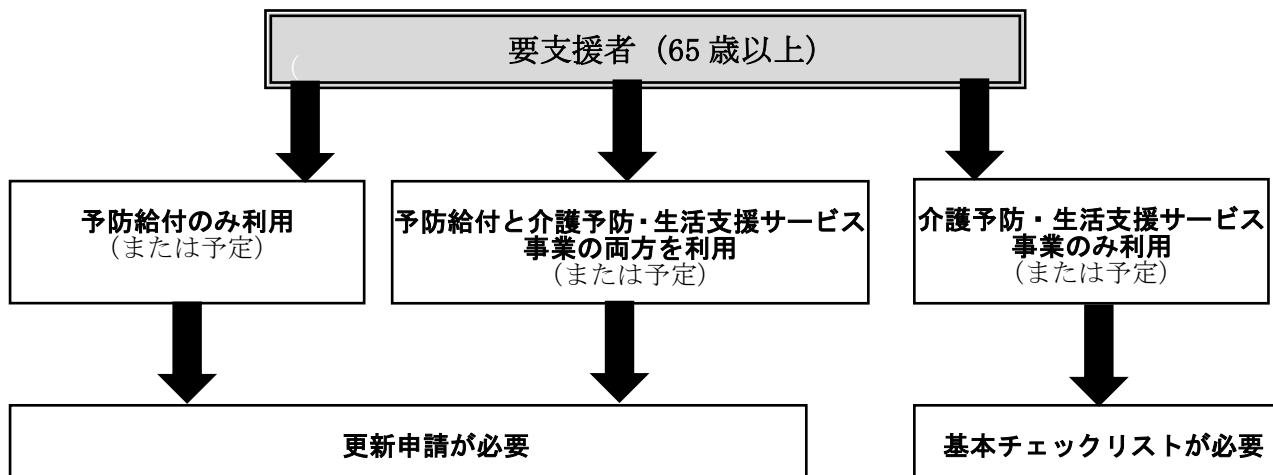 要支援者（65 歳以上）
（
予防給付のみ利用
（または予定）
予防給付と介護予防・生活支援サービス
事業の両方を利用
（または予定）
介護予防・生活支援サービス
事業のみ利用
（または予定）
更新申請が必要
基本チェックリストが必要